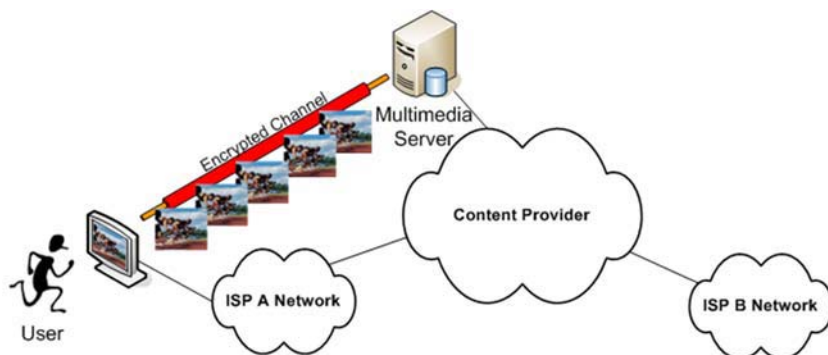 Encrypted Channel
Multimedia
Server
Content Provider
ISP A Network
ISP B Network
User